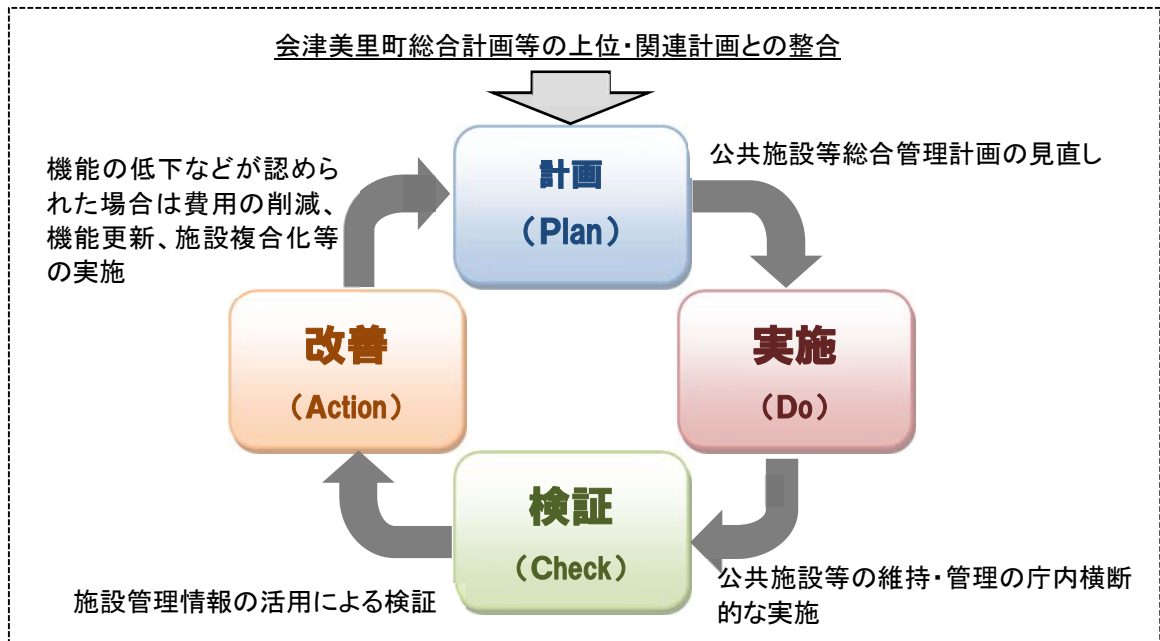 会津美里町総合計画等の上位・関連計画との整合
計画
（Plan）
公共施設等総合管理計画の見直し
機能の低下などが認めら
れた場合は費用の削減、
機能更新、施設複合化等
の実施
改善
（Action）
実施
（Do）
検証
（Check）
公共施設等の維持・管理の庁内横断
的な実施
施設管理情報の活用による検証